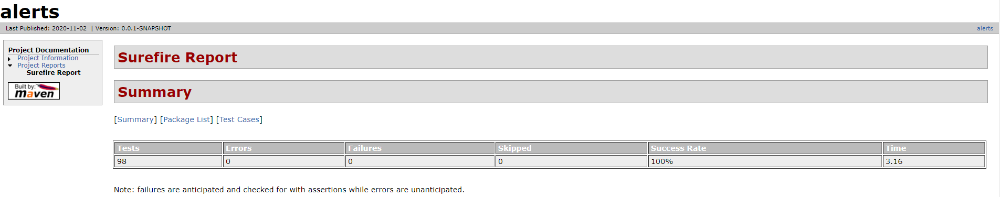 alerts
Last Published: 2020-11-02 | Version: 0.0.1-SNAPSHOT alerts
Project Documentation
Project Information
Project Reports
Surefire Report
Built by:
maven
Surefire Report
Summary
[Summary] [Package List] [Test Cases]
Tests Errors Failures Skipped Success Rate Time
98 0 0 0 100% 3.16
Note: failures are anticipated and checked for with assertions while errors are unanticipated.